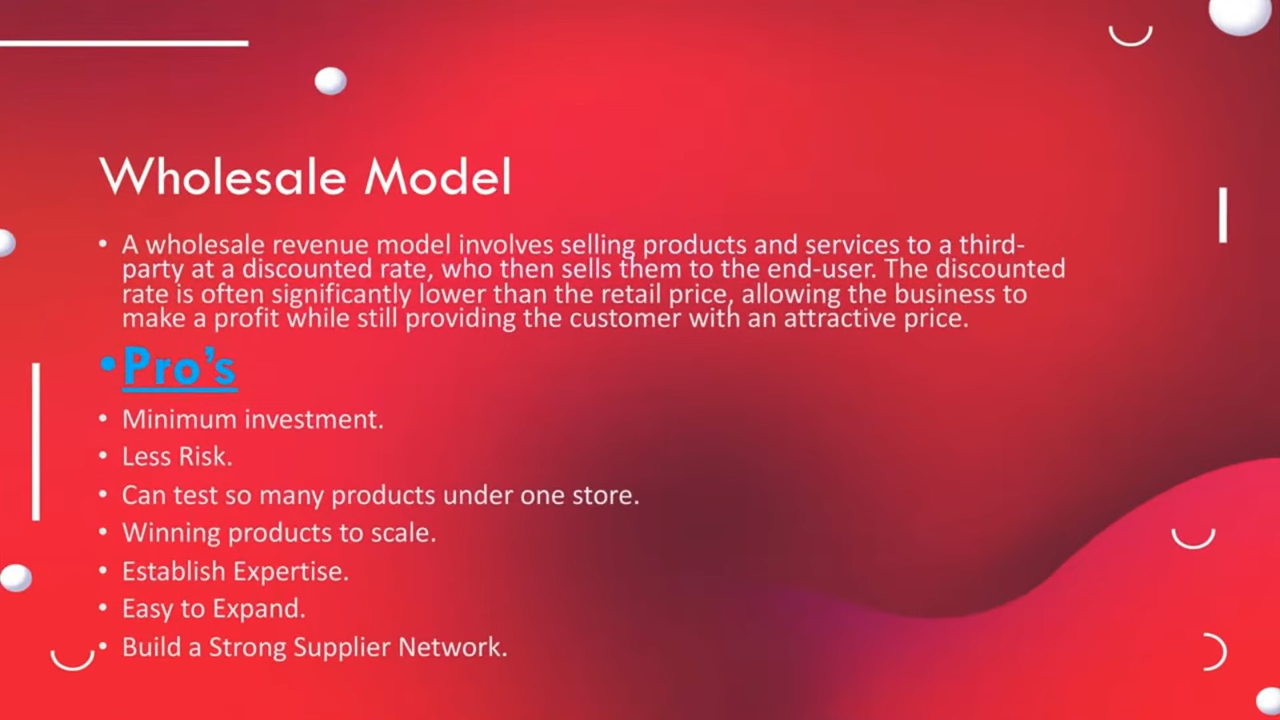 Wholesale Model
• A wholesale revenue model involves selling products and services to a third-
party at a discounted rate, who then sells them to the end-user. The discounted
rate is often significantly lower than the retail price, allowing the business to
make a profit while still providing the customer with an attractive price.
• Pro’s
• Minimum investment.
• Less Risk.
• Can test so many products under one store.
• Winning products to scale.
• Establish Expertise.
• Easy to Expand.
• Build a Strong Supplier Network.